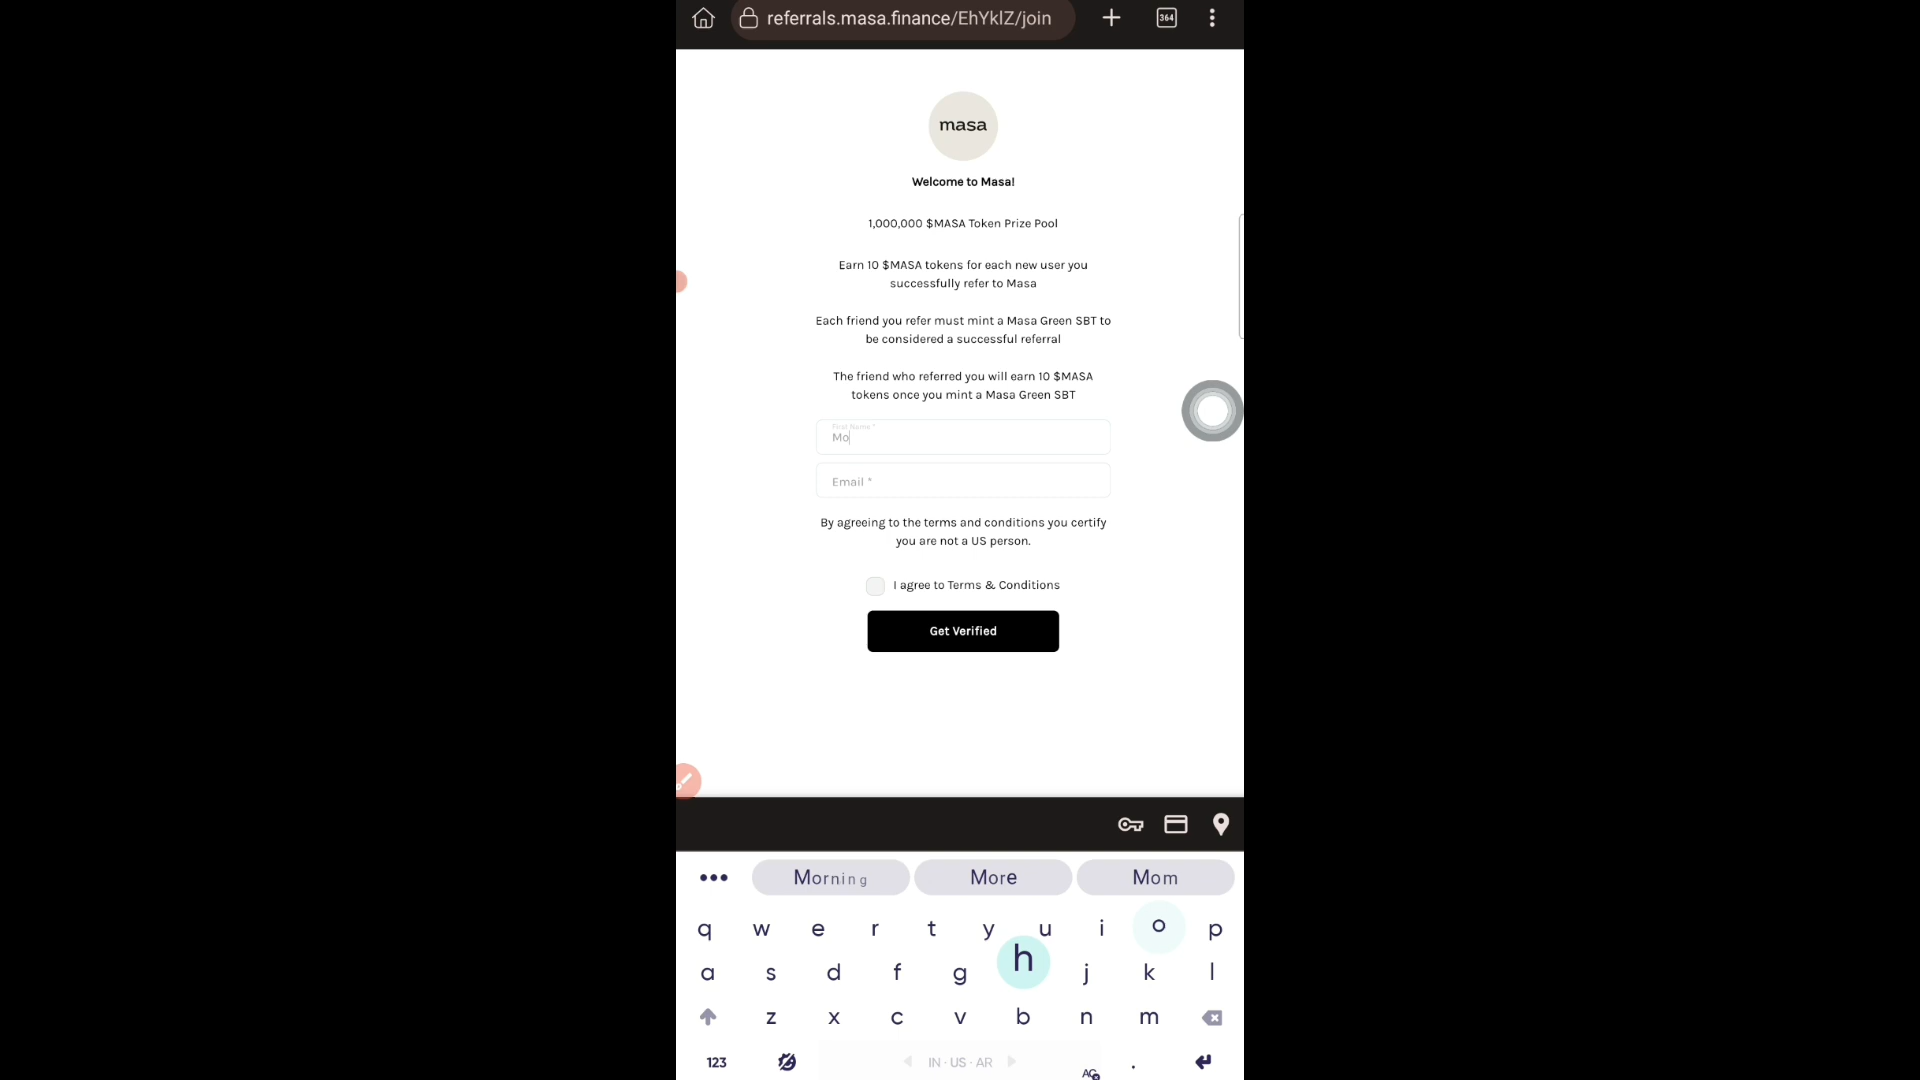 referrals.masa.finance/EhYklZ/join
364
masa
Welcome to Masa!
1,000,000 $MASA Token Prize Pool
Earn 10 $MASA tokens for each new user you
successfully refer to Masa
Each friend you refer must mint a Masa Green SBT to
be considered a successful referral
The friend who referred you will earn 10 $MASA
tokens once you mint a Masa Green SBT
First Name *
Mo
Email *
By agreeing to the terms and conditions you certify
you are not a US person.
I agree to Terms & Conditions
Get Verified
Morning More Mom
q w e r t y u i o p
a s d f g h j k l
z x c v b n m
123 IN · US · AR .